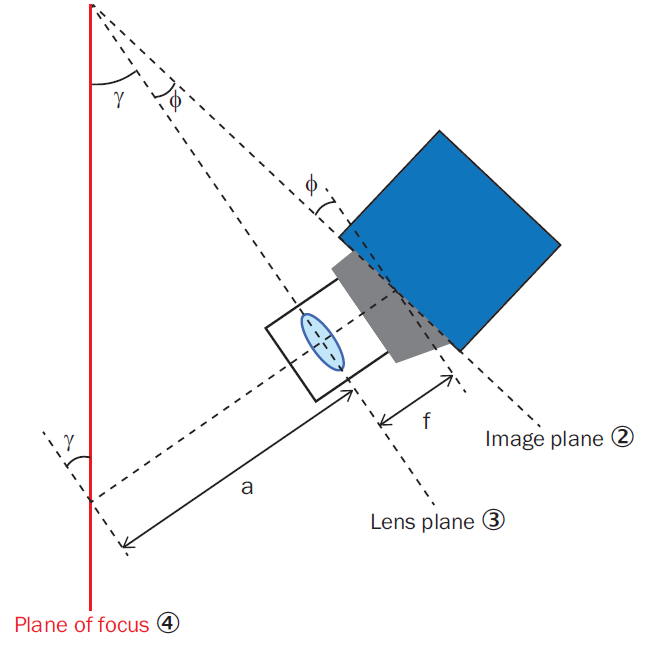 γ
ϕ
ϕ
γ
f
Image plane ②
a
Lens plane ③
Plane of focus ④